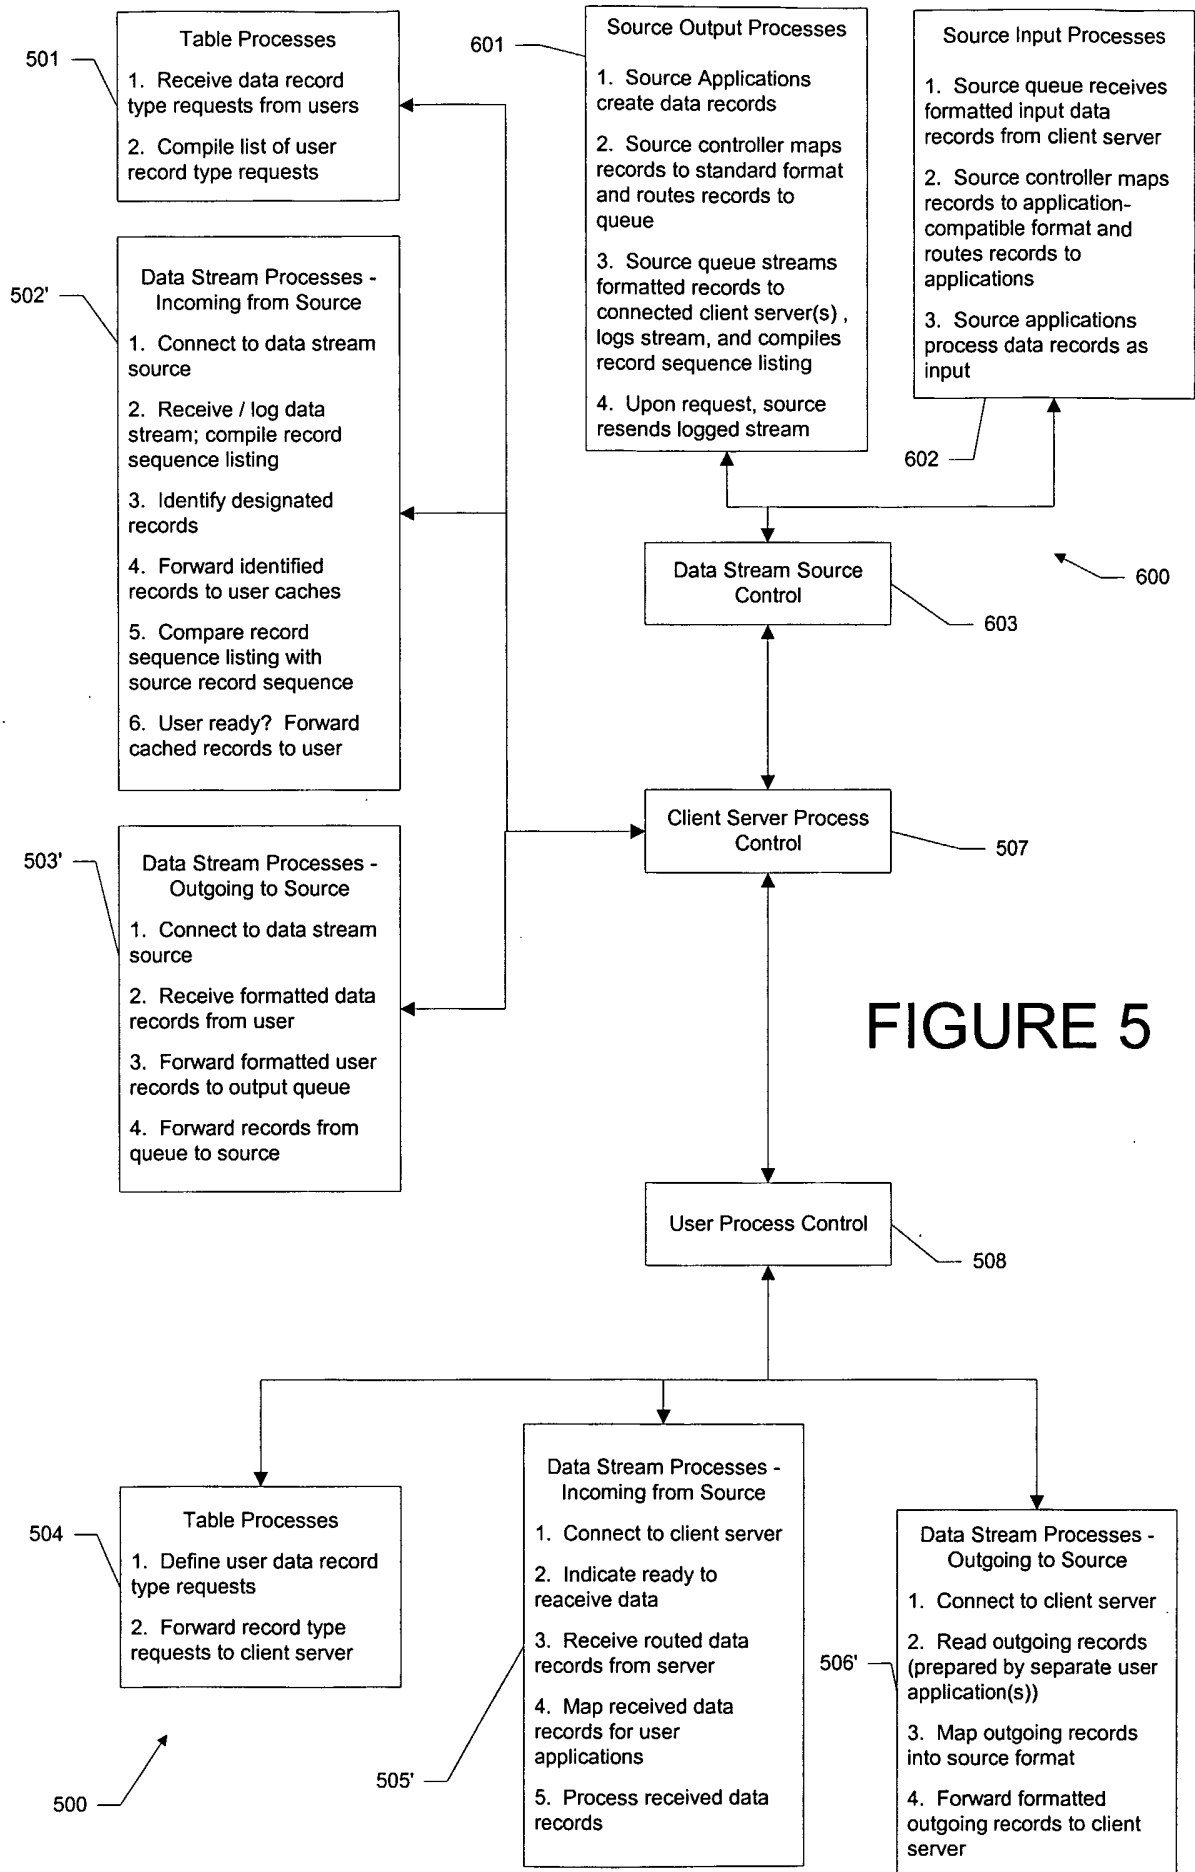 501
Table Processes
1. Receive data record
type requests from users
2. Compile list of user
record type requests
601
Source Output Processes
1. Source Applications
create data records
2. Source controller maps
records to standard format
and routes records to
queue
3. Source queue streams
formatted records to
connected client server(s) ,
logs stream, and compiles
record sequence listing
4. Upon request, source
resends logged stream
Source Input Processes
1. Source queue receives
formatted input data
records from client server
2. Source controller maps
records to application-
compatible format and
routes records to
applications
3. Source applications
process data records as
input
602
502'
Data Stream Processes -
Incoming from Source
1. Connect to data stream
source
2. Receive / log data
stream; compile record
sequence listing
3. Identify designated
records
4. Forward identified
records to user caches
5. Compare record
sequence listing with
source record sequence
6. User ready? Forward
cached records to user
Data Stream Source
Control
603
600
Client Server Process
Control
507
503'
Data Stream Processes -
Outgoing to Source
1. Connect to data stream
source
2. Receive formatted data
records from user
3. Forward formatted user
records to output queue
4. Forward records from
queue to source
FIGURE 5
User Process Control
508
504
Table Processes
1. Define user data record
type requests
2. Forward record type
requests to client server
500
505'
Data Stream Processes -
Incoming from Source
1. Connect to client server
2. Indicate ready to
reaceive data
3. Receive routed data
records from server
4. Map received data
records for user
applications
5. Process received data
records
506'
Data Stream Processes -
Outgoing to Source
1. Connect to client server
2. Read outgoing records
(prepared by separate user
application(s))
3. Map outgoing records
into source format
4. Forward formatted
outgoing records to client
server